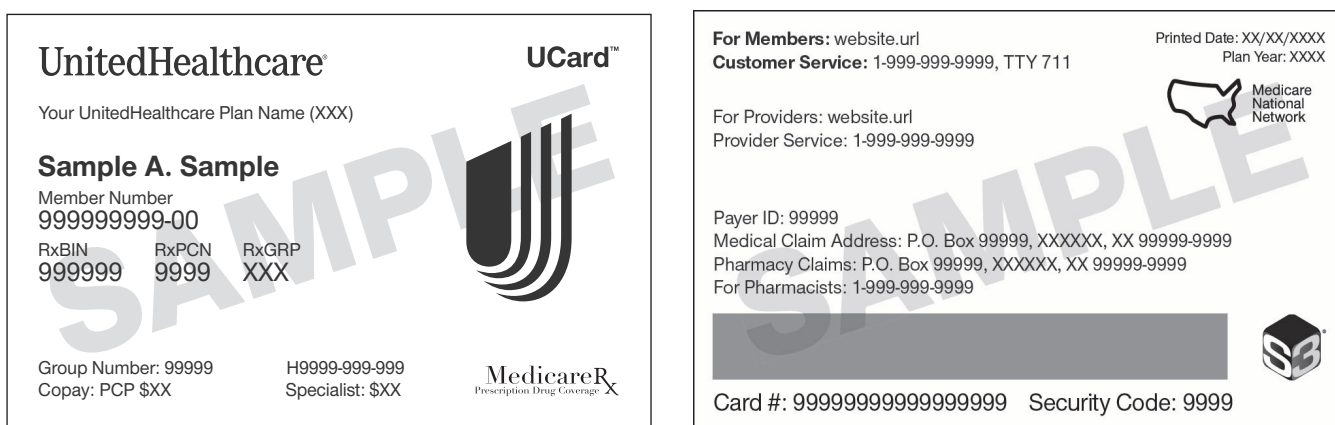 UnitedHealthcare®
UCard™
Your UnitedHealthcare Plan Name (XXX)
Sample A. Sample
Member Number
999999999-00
RxBIN RxPCN RxGRP
999999 9999 XXX
Group Number: 99999 H9999-999-999
Copay: PCP $XX Specialist: $XX
MedicareRx
Prescription Drug Coverage
SAMPLE
For Members: website.url
Customer Service: 1-999-999-9999, TTY 711
Printed Date: XX/XX/XXXX
Plan Year: XXXX
Medicare
National
Network
For Providers: website.url
Provider Service: 1-999-999-9999
Payer ID: 99999
Medical Claim Address: P.O. Box 99999, XXXXXX, XX 99999-9999
Pharmacy Claims: P.O. Box 99999, XXXXXX, XX 99999-9999
For Pharmacists: 1-999-999-9999
S3®
Card #: 99999999999999999 Security Code: 9999
SAMPLE